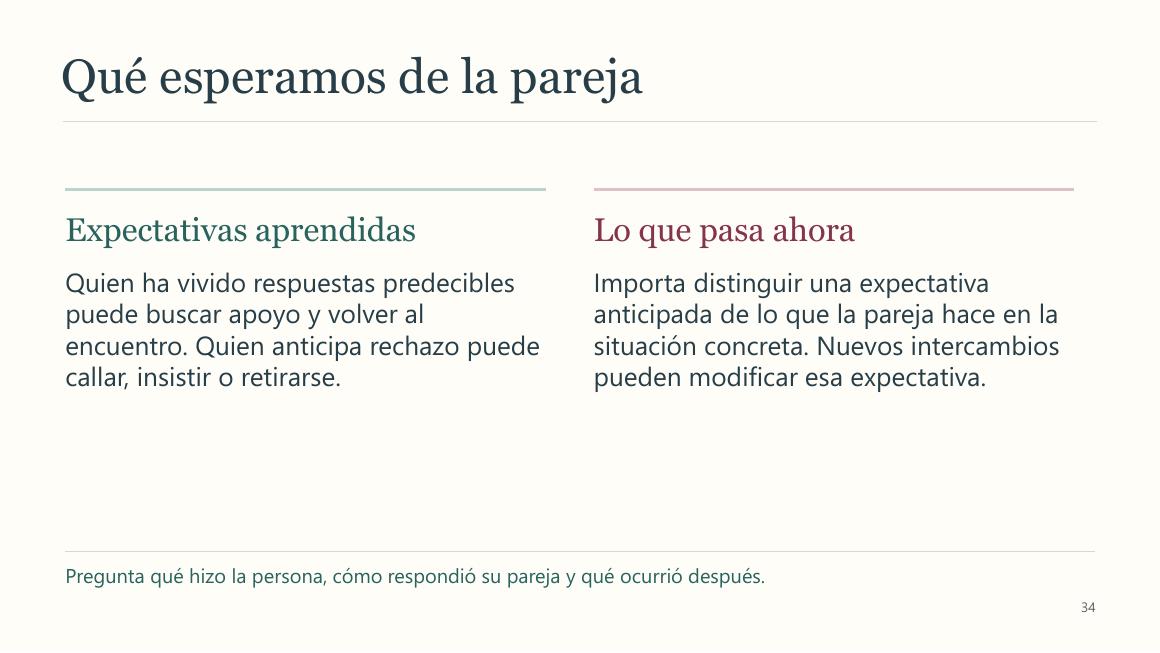 Qué esperamos de la pareja
Expectativas aprendidas
Quien ha vivido respuestas predecibles
puede buscar apoyo y volver al
encuentro. Quien anticipa rechazo puede
callar, insistir o retirarse.
Lo que pasa ahora
Importa distinguir una expectativa
anticipada de lo que la pareja hace en la
situación concreta. Nuevos intercambios
pueden modificar esa expectativa.
Pregunta qué hizo la persona, cómo respondió su pareja y qué ocurrió después.
34